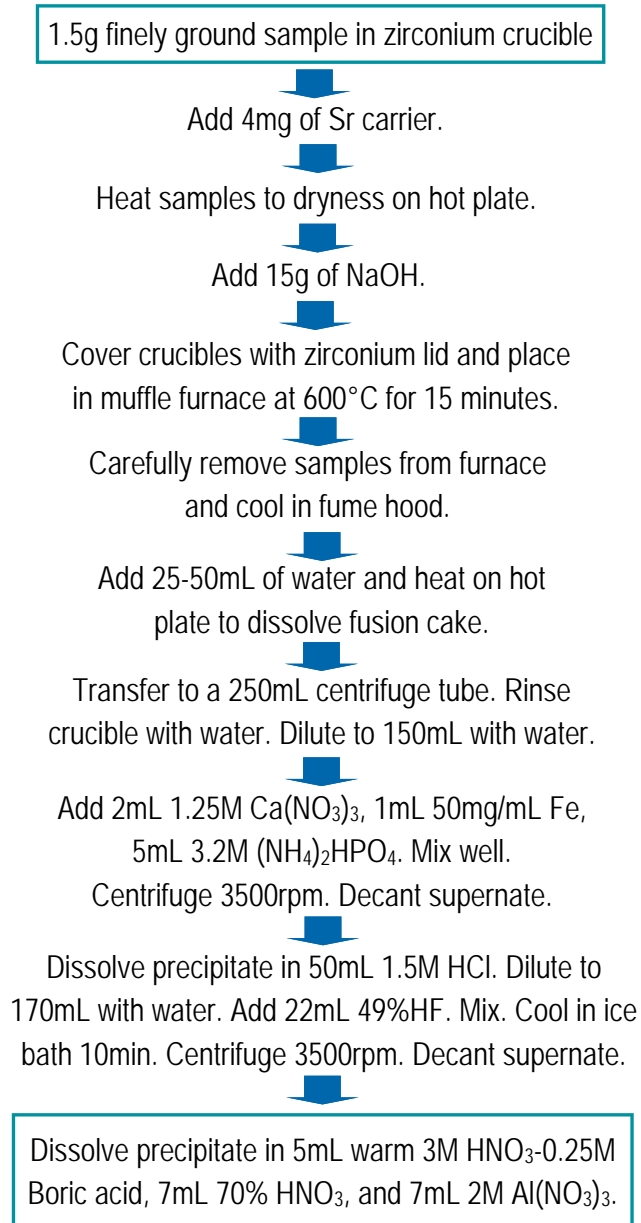 1.5g finely ground sample in zirconium crucible
Add 4mg of Sr carrier.
Heat samples to dryness on hot plate.
Add 15g of NaOH.
Cover crucibles with zirconium lid and place
in muffle furnace at 600°C for 15 minutes.
Carefully remove samples from furnace
and cool in fume hood.
Add 25-50mL of water and heat on hot
plate to dissolve fusion cake.
Transfer to a 250mL centrifuge tube. Rinse
crucible with water. Dilute to 150mL with water.
Add 2mL 1.25M Ca(NO₃)₃, 1mL 50mg/mL Fe,
5mL 3.2M (NH₄)₂HPO₄. Mix well.
Centrifuge 3500rpm. Decant supernate.
Dissolve precipitate in 50mL 1.5M HCl. Dilute to
170mL with water. Add 22mL 49%HF. Mix. Cool in ice
bath 10min. Centrifuge 3500rpm. Decant supernate.
Dissolve precipitate in 5mL warm 3M HNO₃-0.25M
Boric acid, 7mL 70% HNO₃, and 7mL 2M Al(NO₃)₃.